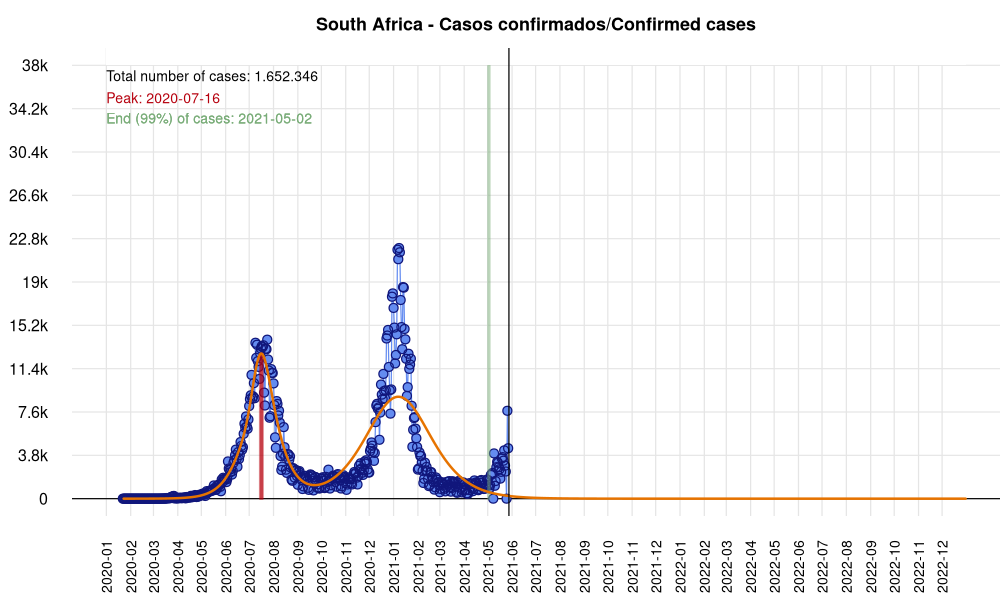 South Africa - Casos confirmados/Confirmed cases
Total number of cases: 1.652.346
Peak: 2020-07-16
End (99%) of cases: 2021-05-02
38k
34.2k
30.4k
26.6k
22.8k
19k
15.2k
11.4k
7.6k
3.8k
0
2020-01
2020-02
2020-03
2020-04
2020-05
2020-06
2020-07
2020-08
2020-09
2020-10
2020-11
2020-12
2021-01
2021-02
2021-03
2021-04
2021-05
2021-06
2021-07
2021-08
2021-09
2021-10
2021-11
2021-12
2022-01
2022-02
2022-03
2022-04
2022-05
2022-06
2022-07
2022-08
2022-09
2022-10
2022-11
2022-12